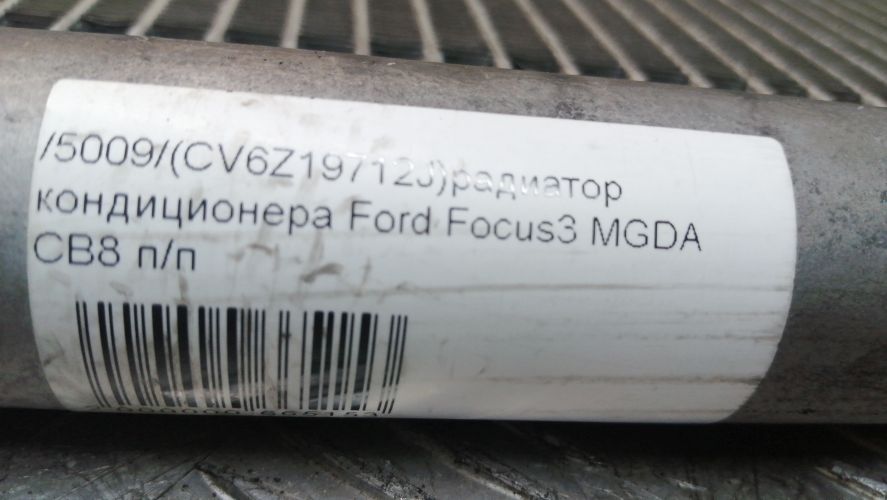 /5009/(CV6Z19712J)радиатор
кондиционера Ford Focus3 MGDA
CB8 п/п